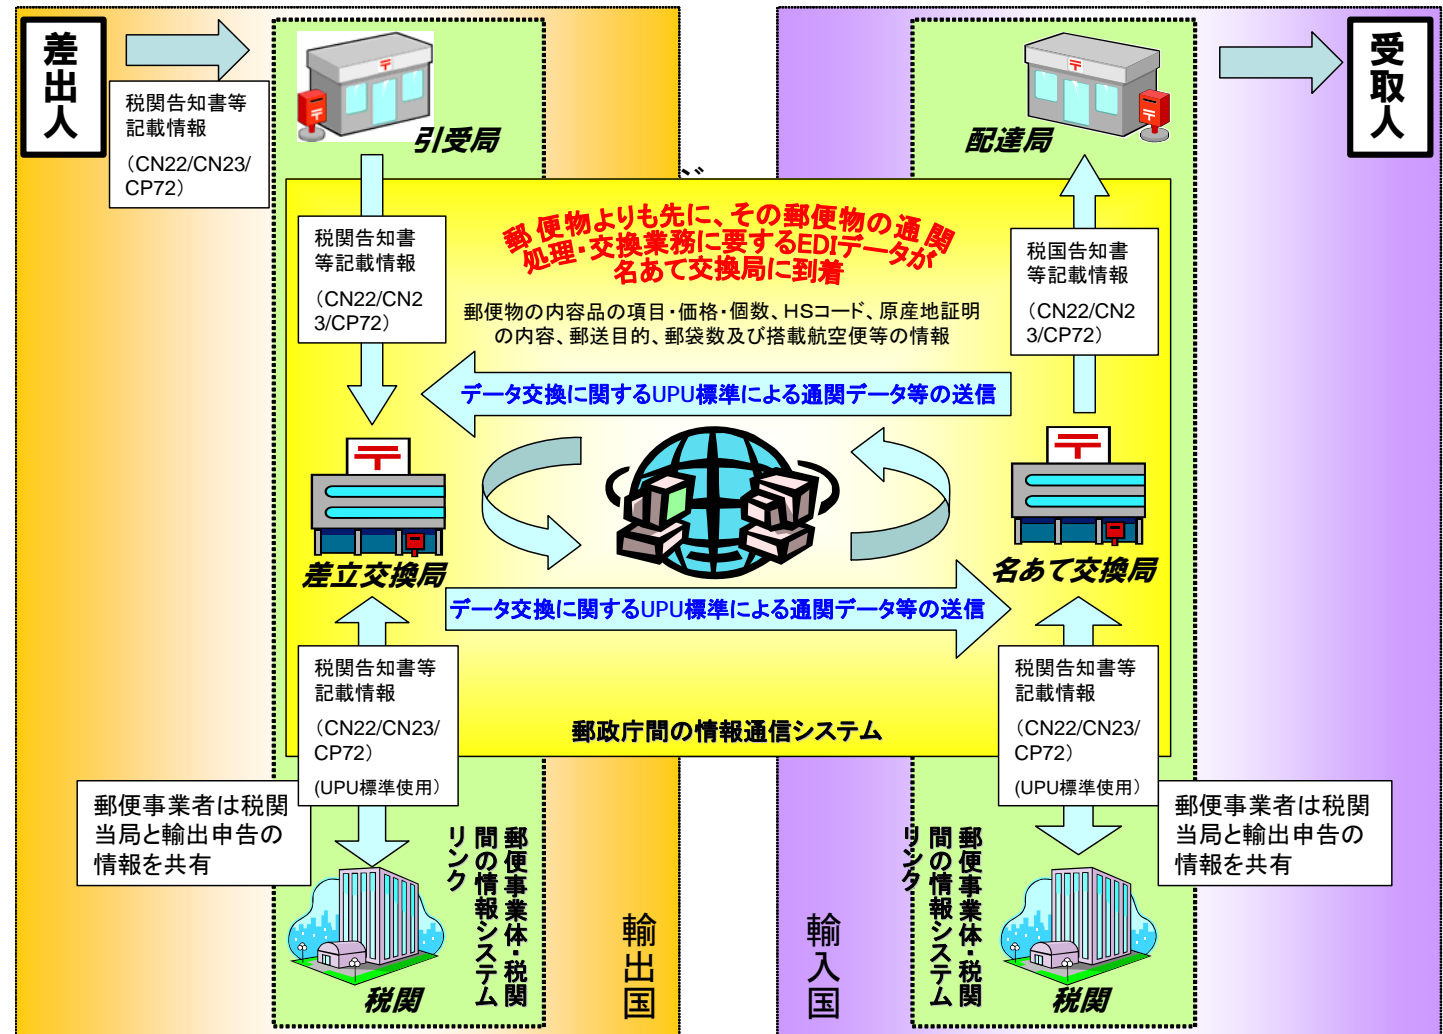 差出人
税関告知書等
記載情報
（CN22/CN23/
CP72）
引受局
配達局
受取人
郵便物よりも先に、その郵便物の通関
処理・交換業務に要するEDIデータが
名あて交換局に到着
税関告知書
等記載情報
（CN22/CN2
3/CP72）
郵便物の内容品の項目・価格・個数、HSコード、原産地証明
の内容、郵送目的、郵袋数及び搭載航空便等の情報
税国告知書
等記載情報
（CN22/CN2
3/CP72）
データ交換に関するUPU標準による通関データ等の送信
差立交換局
名あて交換局
データ交換に関するUPU標準による通関データ等の送信
税関告知書等
記載情報
（CN22/CN23/
CP72）
(UPU標準使用）
税関告知書等
記載情報
（CN22/CN23/
CP72）
(UPU標準使用）
郵政庁間の情報通信システム
郵便事業者は税関
当局と輸出申告の
情報を共有
郵便事業者は税関
当局と輸出申告の
情報を共有
郵便事業体・税関
間の情報システム
リンク
郵便事業体・税関
間の情報システム
リンク
輸出国
輸入国
税関
税関